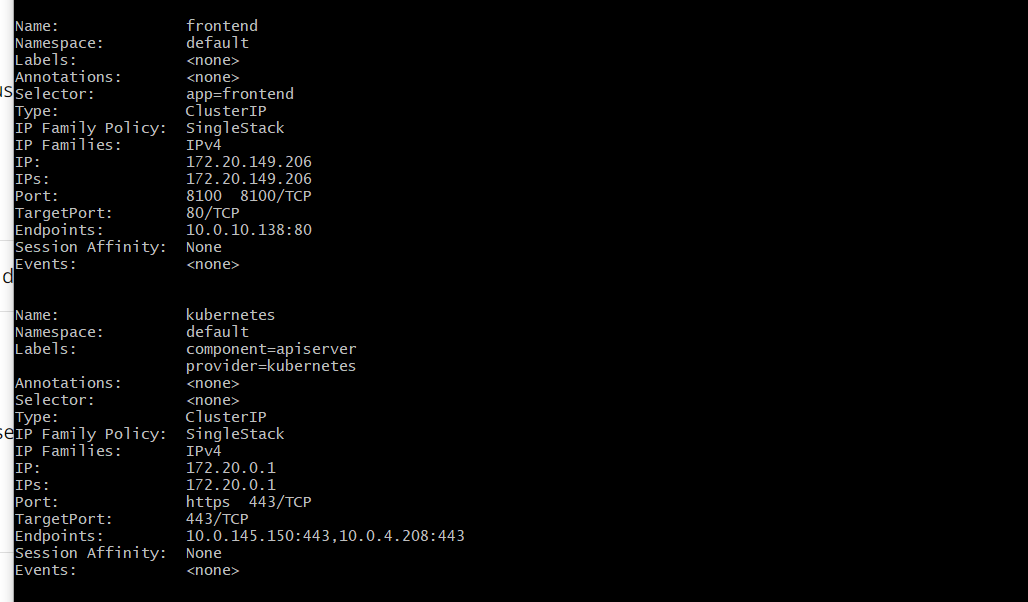 Name:               frontend
Namespace:          default
Labels:             <none>
Annotations:        <none>
us
Selector:           app=frontend
Type:               ClusterIP
IP Family Policy:   SingleStack
IP Families:        IPv4
IP:                 172.20.149.206
IPs:                172.20.149.206
Port:               8100  8100/TCP
TargetPort:         80/TCP
Endpoints:          10.0.10.138:80
Session Affinity:   None
Events:             <none>
d
Name:               kubernetes
Namespace:          default
Labels:             component=apiserver
                    provider=kubernetes
Annotations:        <none>
Selector:           <none>
Type:               ClusterIP
se
IP Family Policy:   SingleStack
IP Families:        IPv4
IP:                 172.20.0.1
IPs:                172.20.0.1
Port:               https  443/TCP
TargetPort:         443/TCP
Endpoints:          10.0.145.150:443,10.0.4.208:443
Session Affinity:   None
Events:             <none>